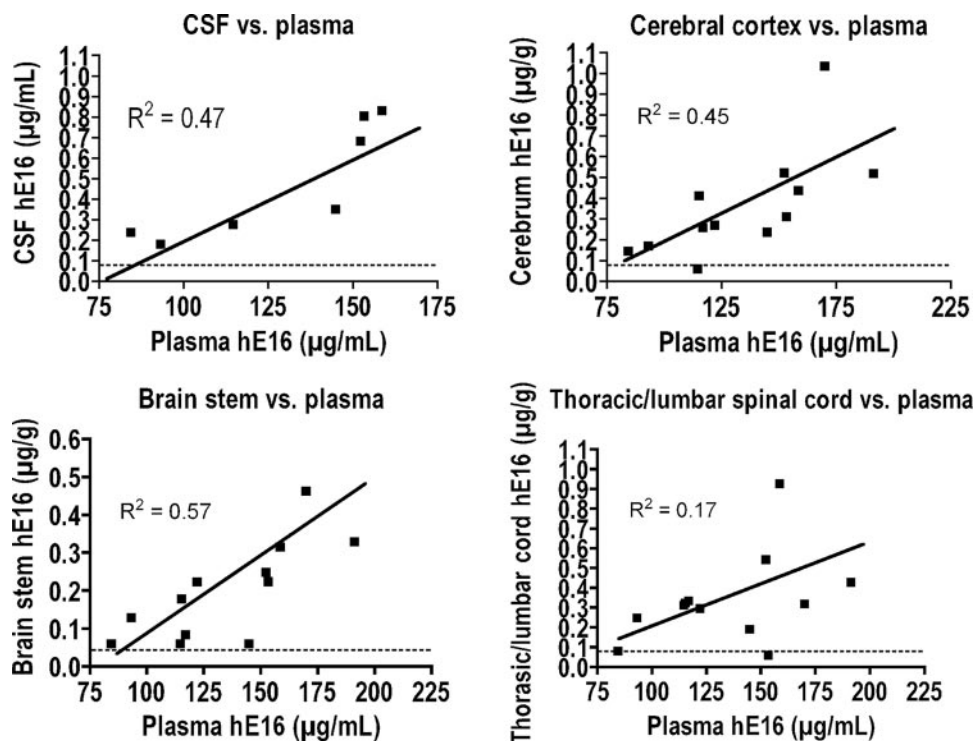 CSF vs. plasma
CSF hE16 (µg/mL)
1.1
1.0
0.9
0.8
0.7
0.6
0.5
0.4
0.3
0.2
0.1
0.0
R² = 0.47
75 100 125 150 175
Plasma hE16 (µg/mL)
Cerebral cortex vs. plasma
Cerebrum hE16 (µg/g)
1.1
1.0
0.9
0.8
0.7
0.6
0.5
0.4
0.3
0.2
0.1
0.0
R² = 0.45
75 125 175 225
Plasma hE16 (µg/mL)
Brain stem vs. plasma
Brain stem hE16 (µg/g)
0.6
0.5
0.4
0.3
0.2
0.1
0.0
R² = 0.57
75 100 125 150 175 200 225
Plasma hE16 (µg/mL)
Thoracic/lumbar spinal cord vs. plasma
Thorasic/lumbar cord hE16 (µg/g)
1.1
1.0
0.9
0.8
0.7
0.6
0.5
0.4
0.3
0.2
0.1
0.0
R² = 0.17
75 100 125 150 175 200 225
Plasma hE16 (µg/mL)